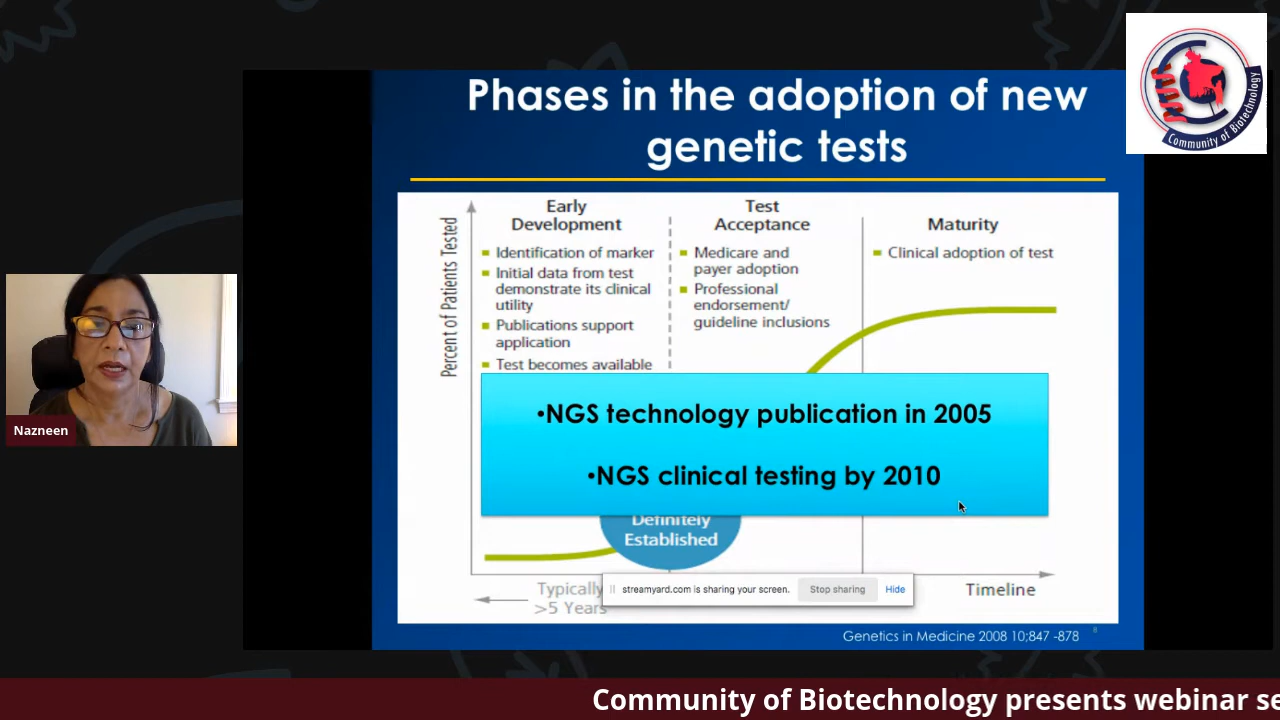 Phases in the adoption of new
genetic tests
Community of Biotechnology
Percent of Patients Tested
Early
Development
▪ Identification of marker
▪ Initial data from test
demonstrate its clinical
utility
▪ Publications support
application
▪ Test becomes available
Test
Acceptance
▪ Medicare and
payer adoption
▪ Professional
endorsement/
guideline inclusions
Maturity
▪ Clinical adoption of test
•NGS technology publication in 2005
•NGS clinical testing by 2010
Definitely
Established
Typically
>5 Years
streamyard.com is sharing your screen.
Stop sharing
Hide
Timeline
Genetics in Medicine 2008 10;847 -878
8
Nazneen
Community of Biotechnology presents webinar se